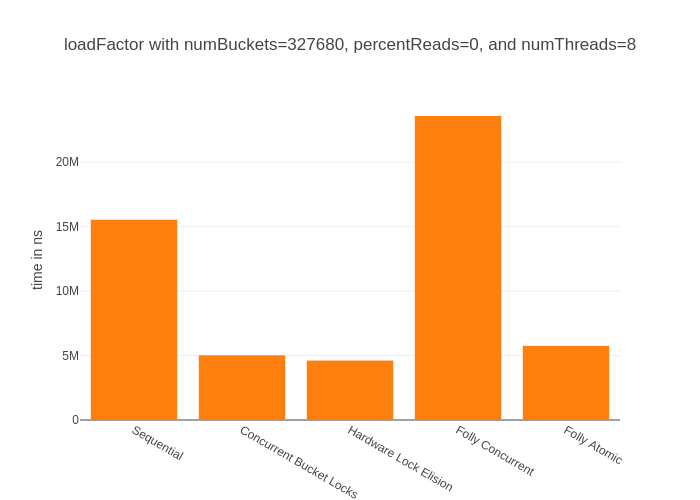 loadFactor with numBuckets=327680, percentReads=0, and numThreads=8
time in ns
20M
15M
10M
5M
0
Sequential
Concurrent Bucket Locks
Hardware Lock Elision
Folly Concurrent
Folly Atomic